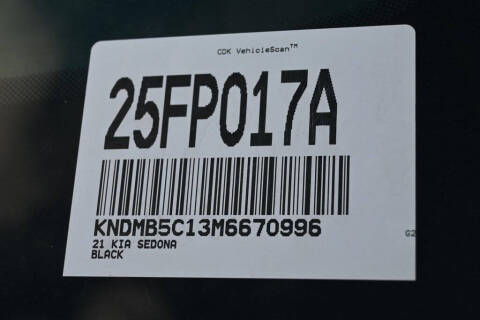 CDK VehicleScan™
25FP017A
KNDMB5C13M6670996
21 KIA SEDONA
BLACK
G2